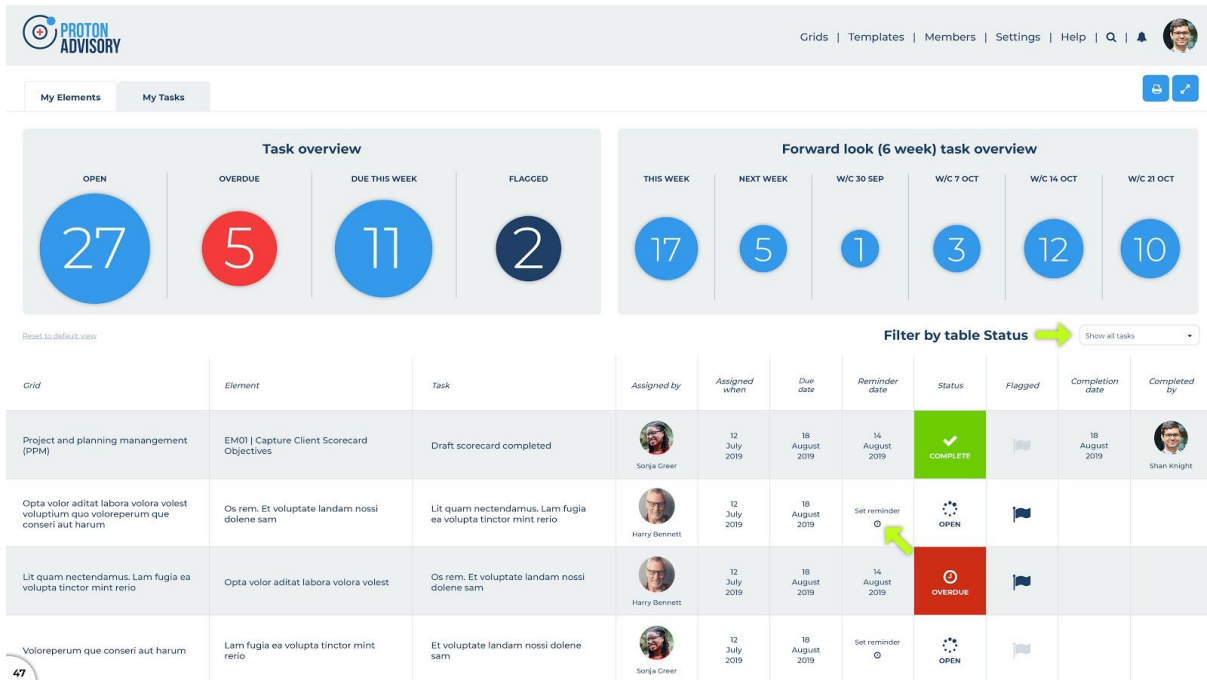 PROTON
ADVISORY
Grids | Templates | Members | Settings | Help | |
My Elements My Tasks
Task overview
OPEN OVERDUE DUE THIS WEEK FLAGGED
27 5 11 2
Forward look (6 week) task overview
THIS WEEK NEXT WEEK W/C 30 SEP W/C 7 OCT W/C 14 OCT W/C 21 OCT
17 5 1 3 12 10
Reset to default view
Filter by table Status
Show all tasks
Grid Element Task Assigned by Assigned when Due date Reminder date Status Flagged Completion date Completed by
Project and planning manangement
(PPM)
EM01 | Capture Client Scorecard
Objectives
Draft scorecard completed
Sonja Greer
12
July
2019
18
August
2019
14
August
2019
COMPLETE
18
August
2019
Shan Knight
Opta volor aditat labora volora volest
voluptium quo voloreperum que
conseri aut harum
Os rem. Et voluptate landam nossi
dolene sam
Lit quam nectendamus. Lam fugia
ea volupta tinctor mint rerio
Harry Bennett
12
July
2019
18
August
2019
Set reminder
OPEN
Lit quam nectendamus. Lam fugia ea
volupta tinctor mint rerio
Opta volor aditat labora volora volest
Os rem. Et voluptate landam nossi
dolene sam
Harry Bennett
12
July
2019
18
August
2019
14
August
2019
OVERDUE
Voloreperum que conseri aut harum
Lam fugia ea volupta tinctor mint
rerio
Et voluptate landam nossi dolene
sam
Sonja Greer
12
July
2019
18
August
2019
Set reminder
OPEN
47